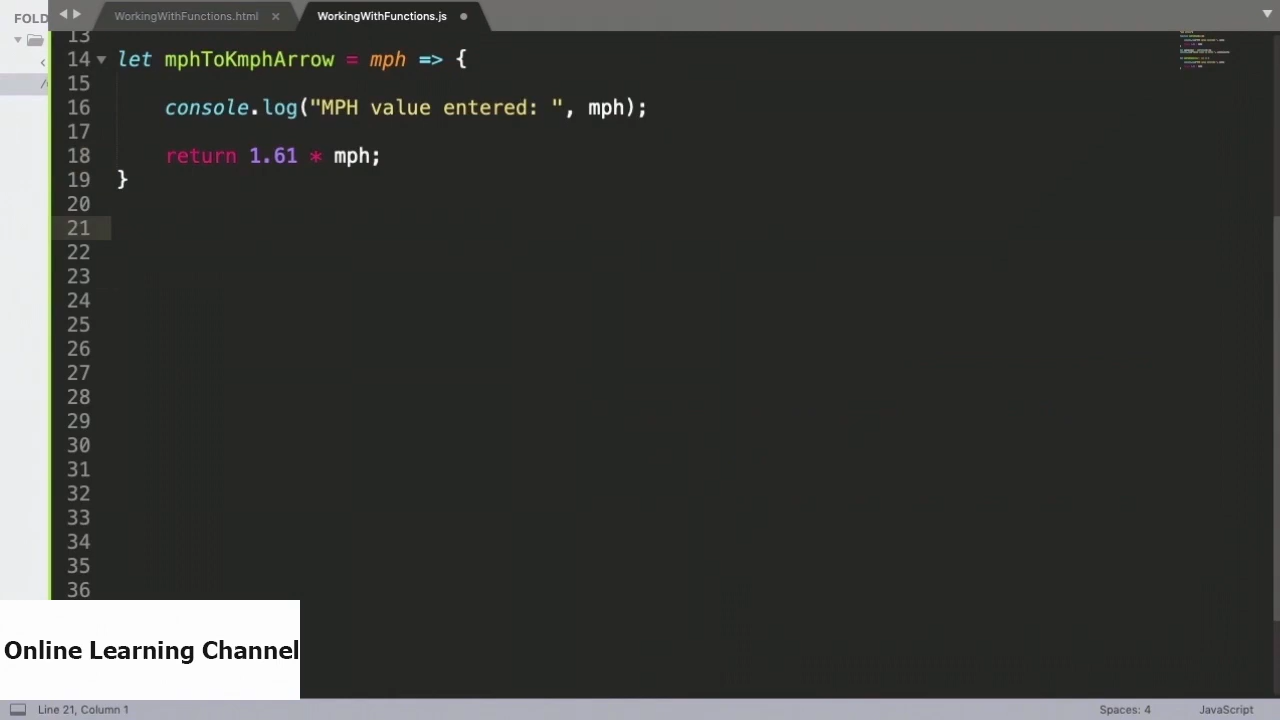 FOLD
WorkingWithFunctions.html
WorkingWithFunctions.js
13
14 let mphToKmphArrow = mph => {
15
16 console.log("MPH value entered: ", mph);
17
18 return 1.61 * mph;
19 }
20
21
22
23
24
25
26
27
28
29
30
31
32
33
34
35
36
Online Learning Channel
Line 21, Column 1
Spaces: 4
JavaScript